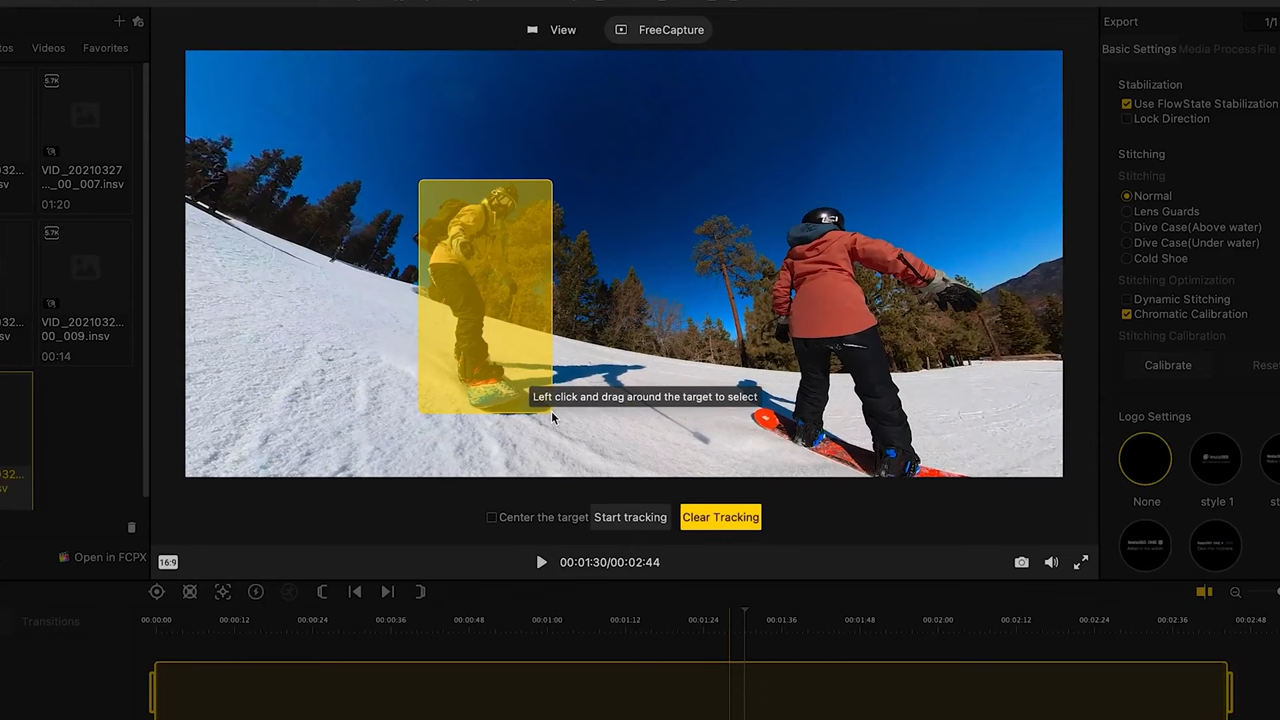 View
FreeCapture
Export
1/1
Videos
Favorites
Basic Settings
Media Process
File
5.7K
Stabilization
Use FlowState Stabilization
Lock Direction
Stitching
Stitching
VID_20210327
..._00_007.insv
01:20
Normal
Lens Guards
Dive Case(Above water)
Dive Case(Under water)
Cold Shoe
5.7K
Stitching Optimization
Dynamic Stitching
Chromatic Calibration
VID_202103​2...
00_009.insv
00:14
Stitching Calibration
Calibrate
Left click and drag around the target to select
Logo Settings
None
style 1
Center the target
Start tracking
Clear Tracking
Open in FCPX
16:9
00:01:30/00:02:44
Transitions
00.00:00
00.00:12
00.00:24
00.00:36
00.00:48
00.01:00
00.01:12
00.01:24
00.01:36
00.01:48
00.02:00
00.02:12
00.02:24
00.02:36
00.02:48